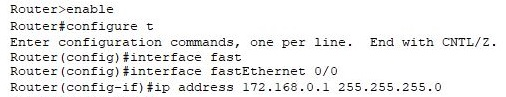 Router>enable
Router#configure t
Enter configuration commands, one per line.  End with CNTL/Z.
Router(config)#interface fast
Router(config)#interface fastEthernet 0/0
Router(config-if)#ip address 172.168.0.1 255.255.255.0